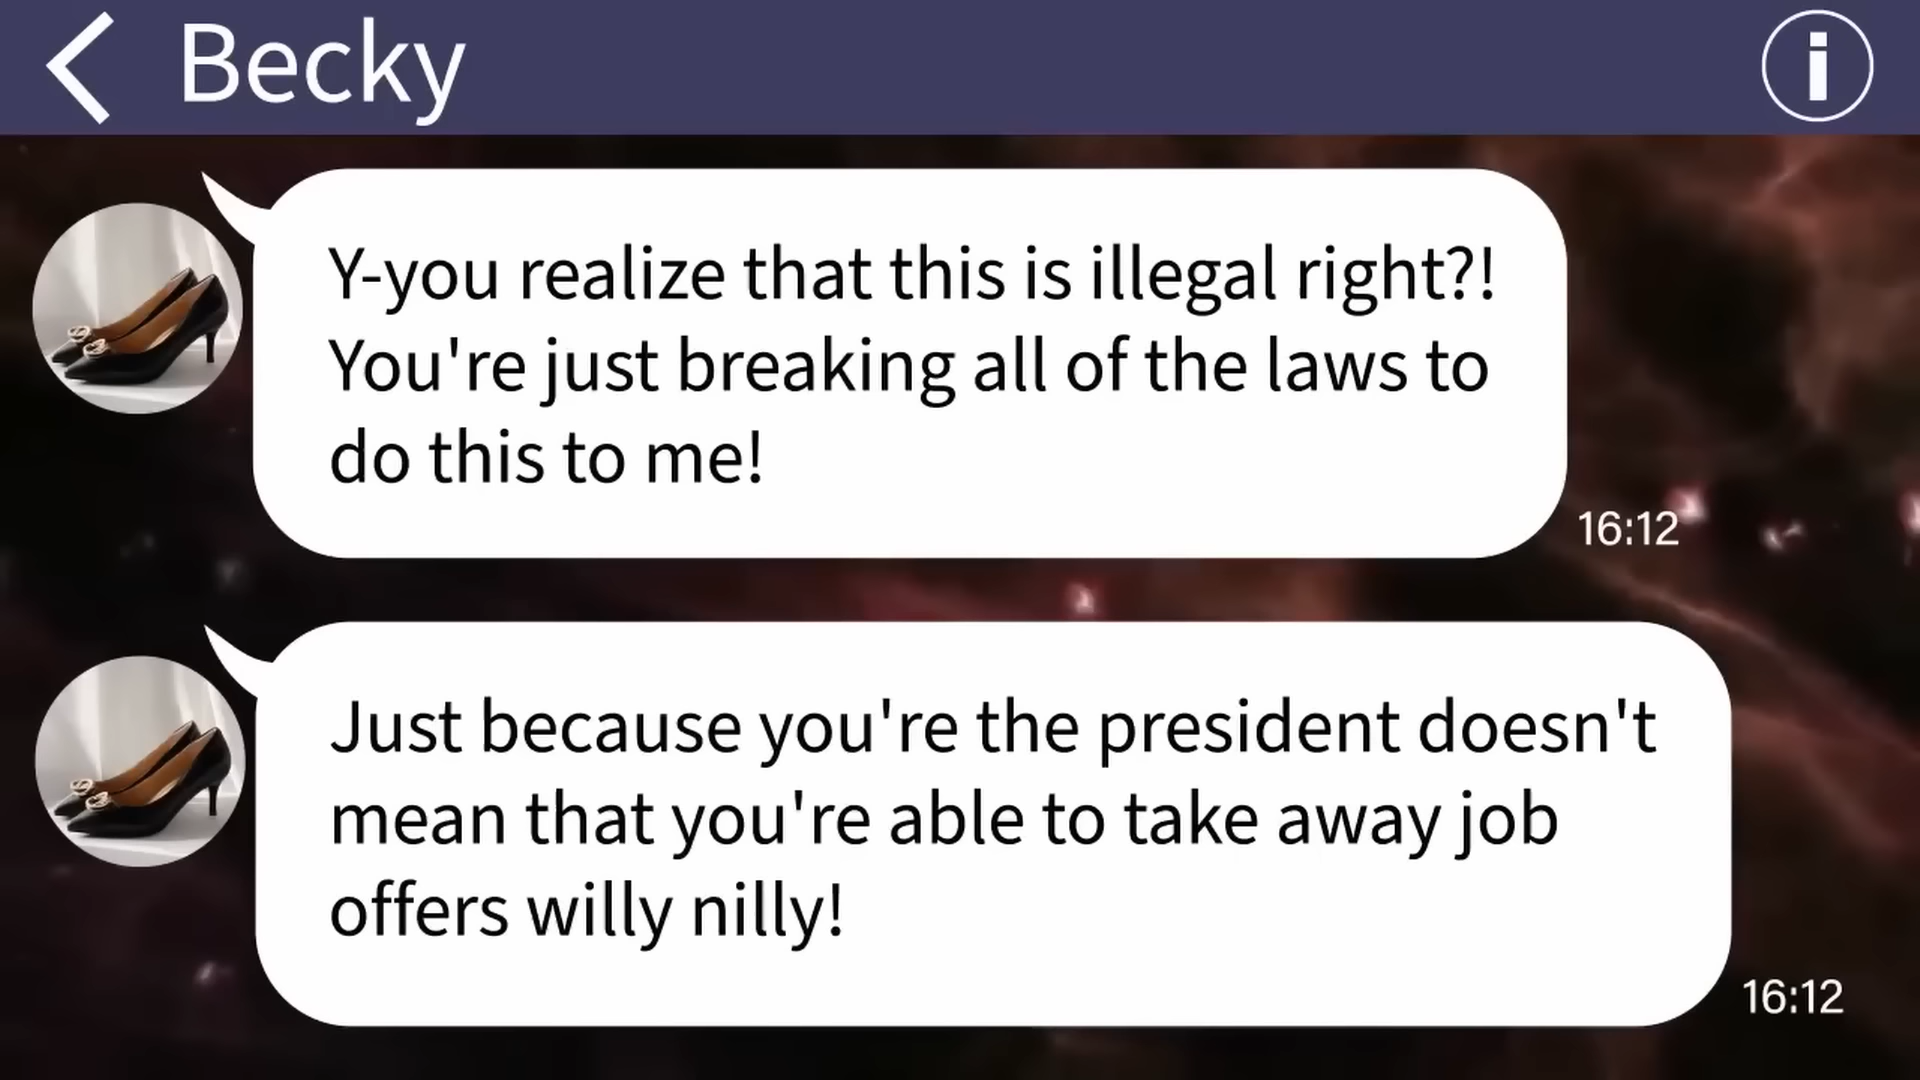 Becky
Y-you realize that this is illegal right?!
You're just breaking all of the laws to
do this to me!
16:12
Just because you're the president doesn't
mean that you're able to take away job
offers willy nilly!
16:12